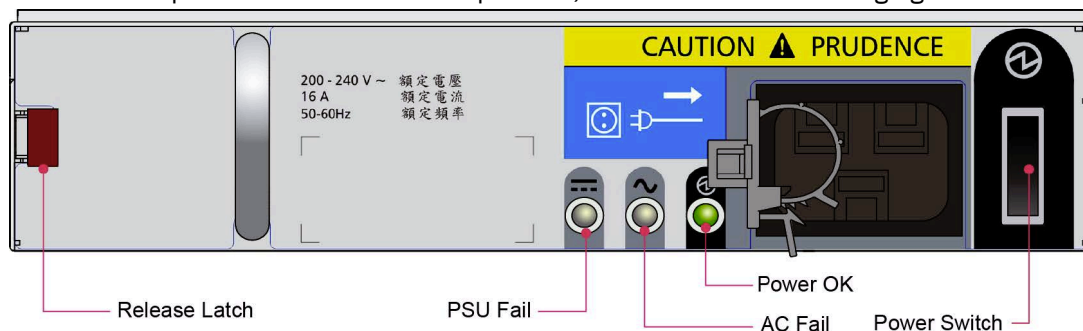 CAUTION PRUDENCE
200 - 240 V ~ 額定電壓
16 A 額定電流
50-60Hz 額定頻率
Release Latch
PSU Fail
Power OK
AC Fail
Power Switch